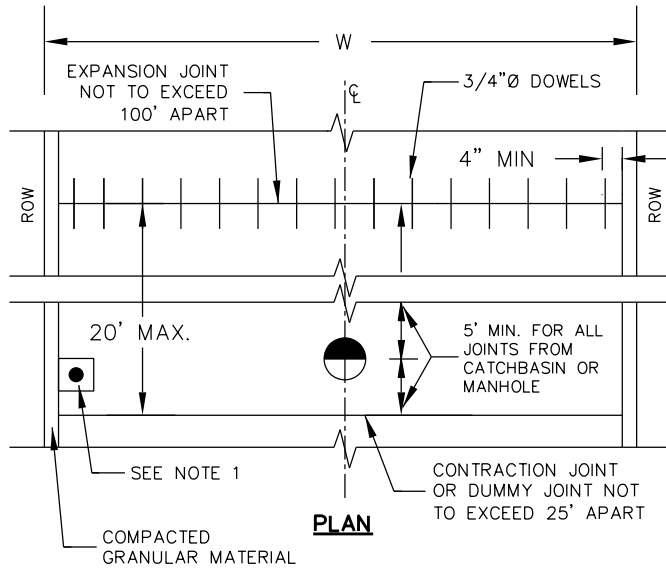 W
EXPANSION JOINT
NOT TO EXCEED
100' APART
℄
3/4"Ø DOWELS
4" MIN
ROW
ROW
20' MAX.
5' MIN. FOR ALL
JOINTS FROM
CATCHBASIN OR
MANHOLE
SEE NOTE 1
CONTRACTION JOINT
OR DUMMY JOINT NOT
TO EXCEED 25' APART
PLAN
COMPACTED
GRANULAR MATERIAL